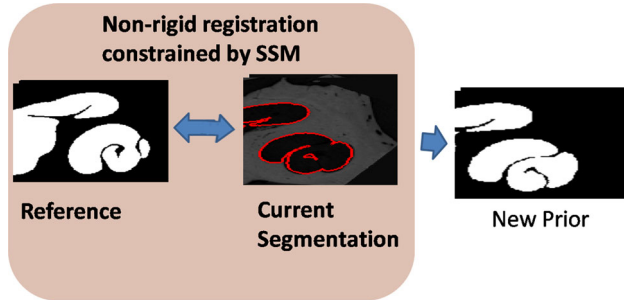 Non-rigid registration
constrained by SSM
Reference
Current
Segmentation
New Prior